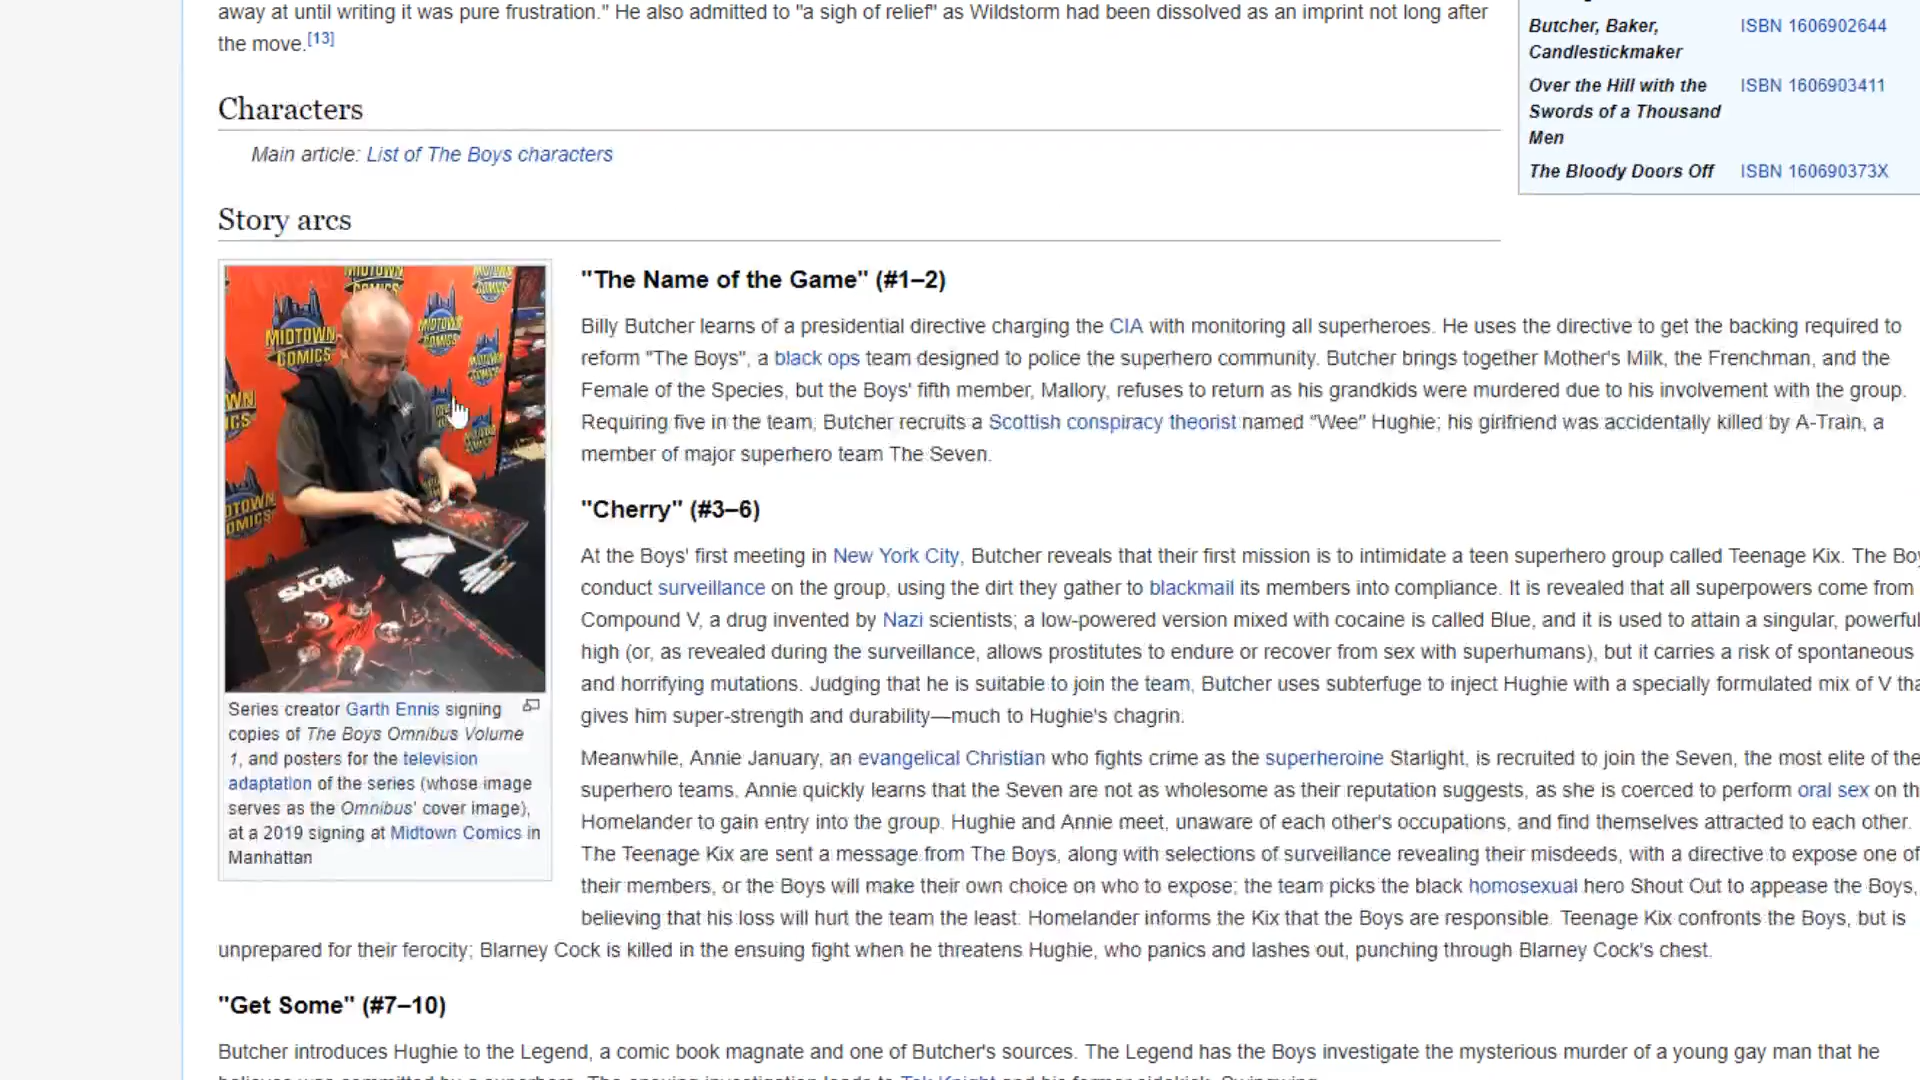 away at until writing it was pure frustration." He also admitted to "a sigh of relief" as Wildstorm had been dissolved as an imprint not long after
the move.[13]
Butcher, Baker,
Candlestickmaker
ISBN 1606902644
Over the Hill with the
Swords of a Thousand
Men
ISBN 1606903411
The Bloody Doors Off
ISBN 160690373X
Characters
Main article: List of The Boys characters
Story arcs
MIDTOWN
COMICS
MIDTOWN
COMICS
MIDTOWN
COMICS
BOYS
Series creator Garth Ennis signing
copies of The Boys Omnibus Volume
1, and posters for the television
adaptation of the series (whose image
serves as the Omnibus' cover image),
at a 2019 signing at Midtown Comics in
Manhattan
"The Name of the Game" (#1–2)
Billy Butcher learns of a presidential directive charging the CIA with monitoring all superheroes. He uses the directive to get the backing required to
reform "The Boys", a black ops team designed to police the superhero community. Butcher brings together Mother's Milk, the Frenchman, and the
Female of the Species, but the Boys' fifth member, Mallory, refuses to return as his grandkids were murdered due to his involvement with the group.
Requiring five in the team, Butcher recruits a Scottish conspiracy theorist named "Wee" Hughie; his girlfriend was accidentally killed by A-Train, a
member of major superhero team The Seven.
"Cherry" (#3–6)
At the Boys' first meeting in New York City, Butcher reveals that their first mission is to intimidate a teen superhero group called Teenage Kix. The Boy
conduct surveillance on the group, using the dirt they gather to blackmail its members into compliance. It is revealed that all superpowers come from
Compound V, a drug invented by Nazi scientists; a low-powered version mixed with cocaine is called Blue, and it is used to attain a singular, powerful
high (or, as revealed during the surveillance, allows prostitutes to endure or recover from sex with superhumans), but it carries a risk of spontaneous
and horrifying mutations. Judging that he is suitable to join the team, Butcher uses subterfuge to inject Hughie with a specially formulated mix of V tha
gives him super-strength and durability—much to Hughie's chagrin.
Meanwhile, Annie January, an evangelical Christian who fights crime as the superheroine Starlight, is recruited to join the Seven, the most elite of the
superhero teams. Annie quickly learns that the Seven are not as wholesome as their reputation suggests, as she is coerced to perform oral sex on th
Homelander to gain entry into the group. Hughie and Annie meet, unaware of each other's occupations, and find themselves attracted to each other.
The Teenage Kix are sent a message from The Boys, along with selections of surveillance revealing their misdeeds, with a directive to expose one of
their members, or the Boys will make their own choice on who to expose; the team picks the black homosexual hero Shout Out to appease the Boys,
believing that his loss will hurt the team the least. Homelander informs the Kix that the Boys are responsible. Teenage Kix confronts the Boys, but is
unprepared for their ferocity; Blarney Cock is killed in the ensuing fight when he threatens Hughie, who panics and lashes out, punching through Blarney Cock's chest.
"Get Some" (#7–10)
Butcher introduces Hughie to the Legend, a comic book magnate and one of Butcher's sources. The Legend has the Boys investigate the mysterious murder of a young gay man that he